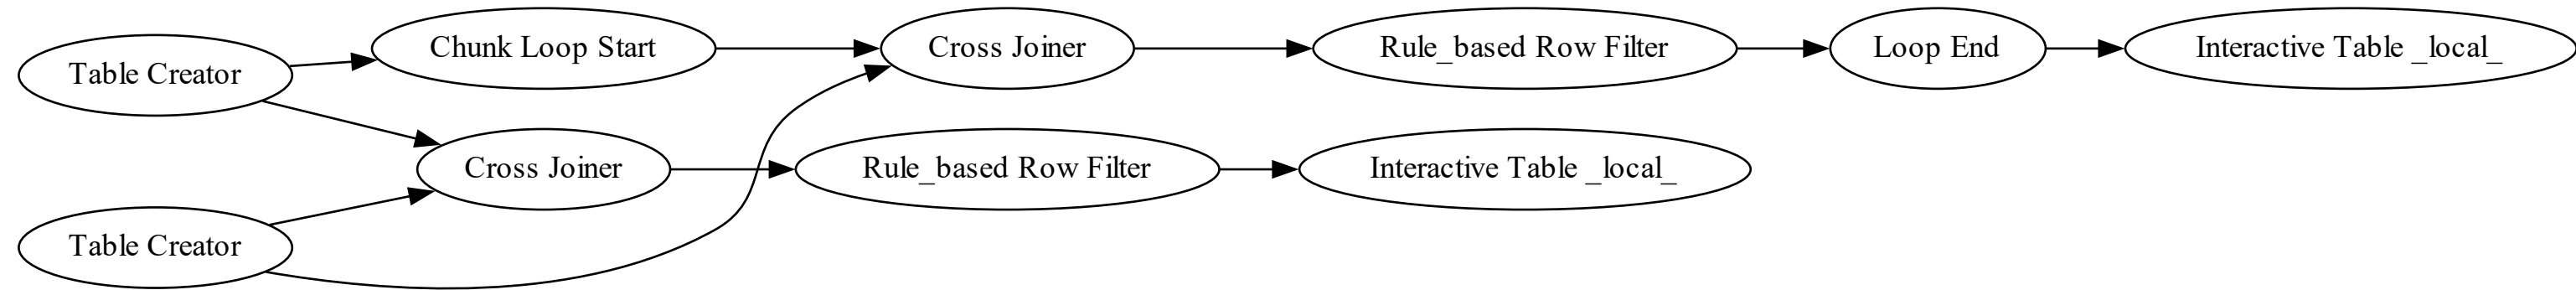 Table Creator
Chunk Loop Start
Cross Joiner
Rule_based Row Filter
Loop End
Interactive Table _local_
Cross Joiner
Rule_based Row Filter
Interactive Table _local_
Table Creator